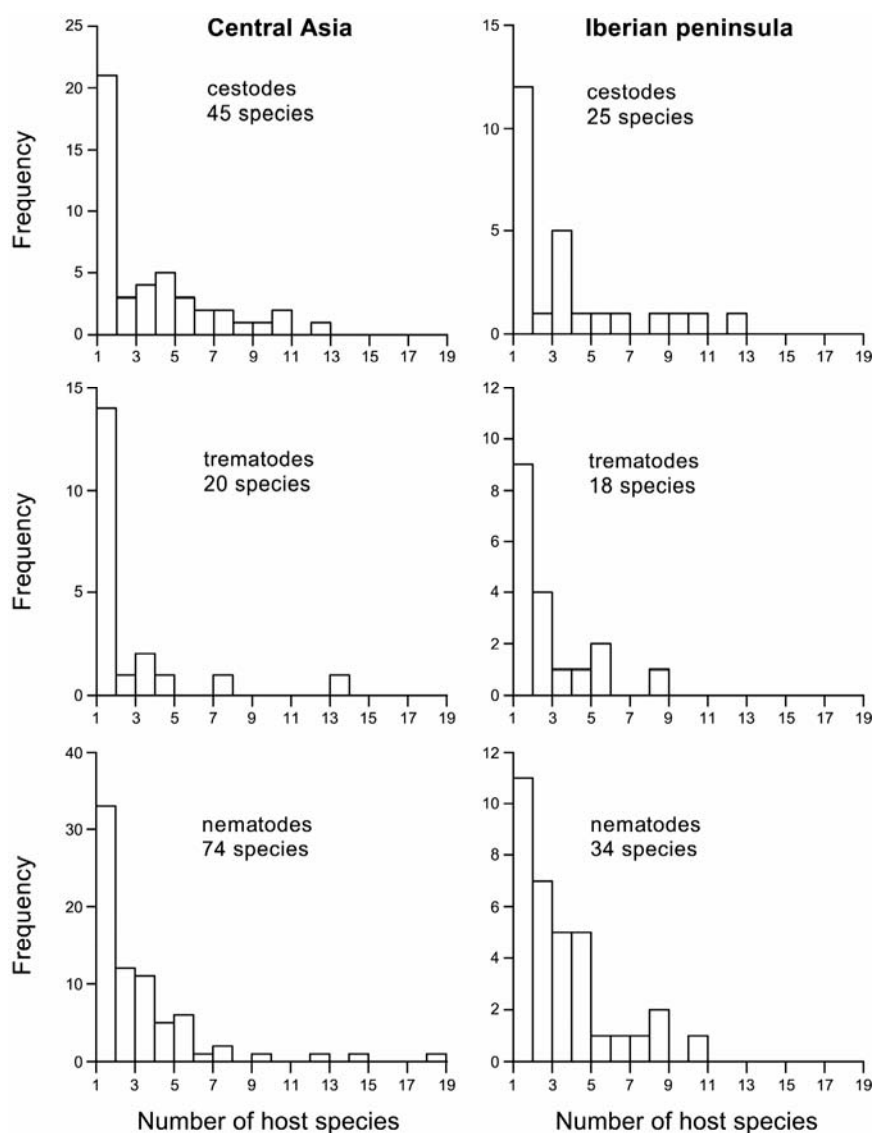 Central Asia
Iberian peninsula
25
20
15
10
5
0
Frequency
cestodes
45 species
1 3 5 7 9 11 13 15 17 19
15
10
5
0
cestodes
25 species
1 3 5 7 9 11 13 15 17 19
15
10
5
0
Frequency
trematodes
20 species
1 3 5 7 9 11 13 15 17 19
12
10
8
6
4
2
0
trematodes
18 species
1 3 5 7 9 11 13 15 17 19
40
30
20
10
0
Frequency
nematodes
74 species
1 3 5 7 9 11 13 15 17 19
Number of host species
12
10
8
6
4
2
0
nematodes
34 species
1 3 5 7 9 11 13 15 17 19
Number of host species